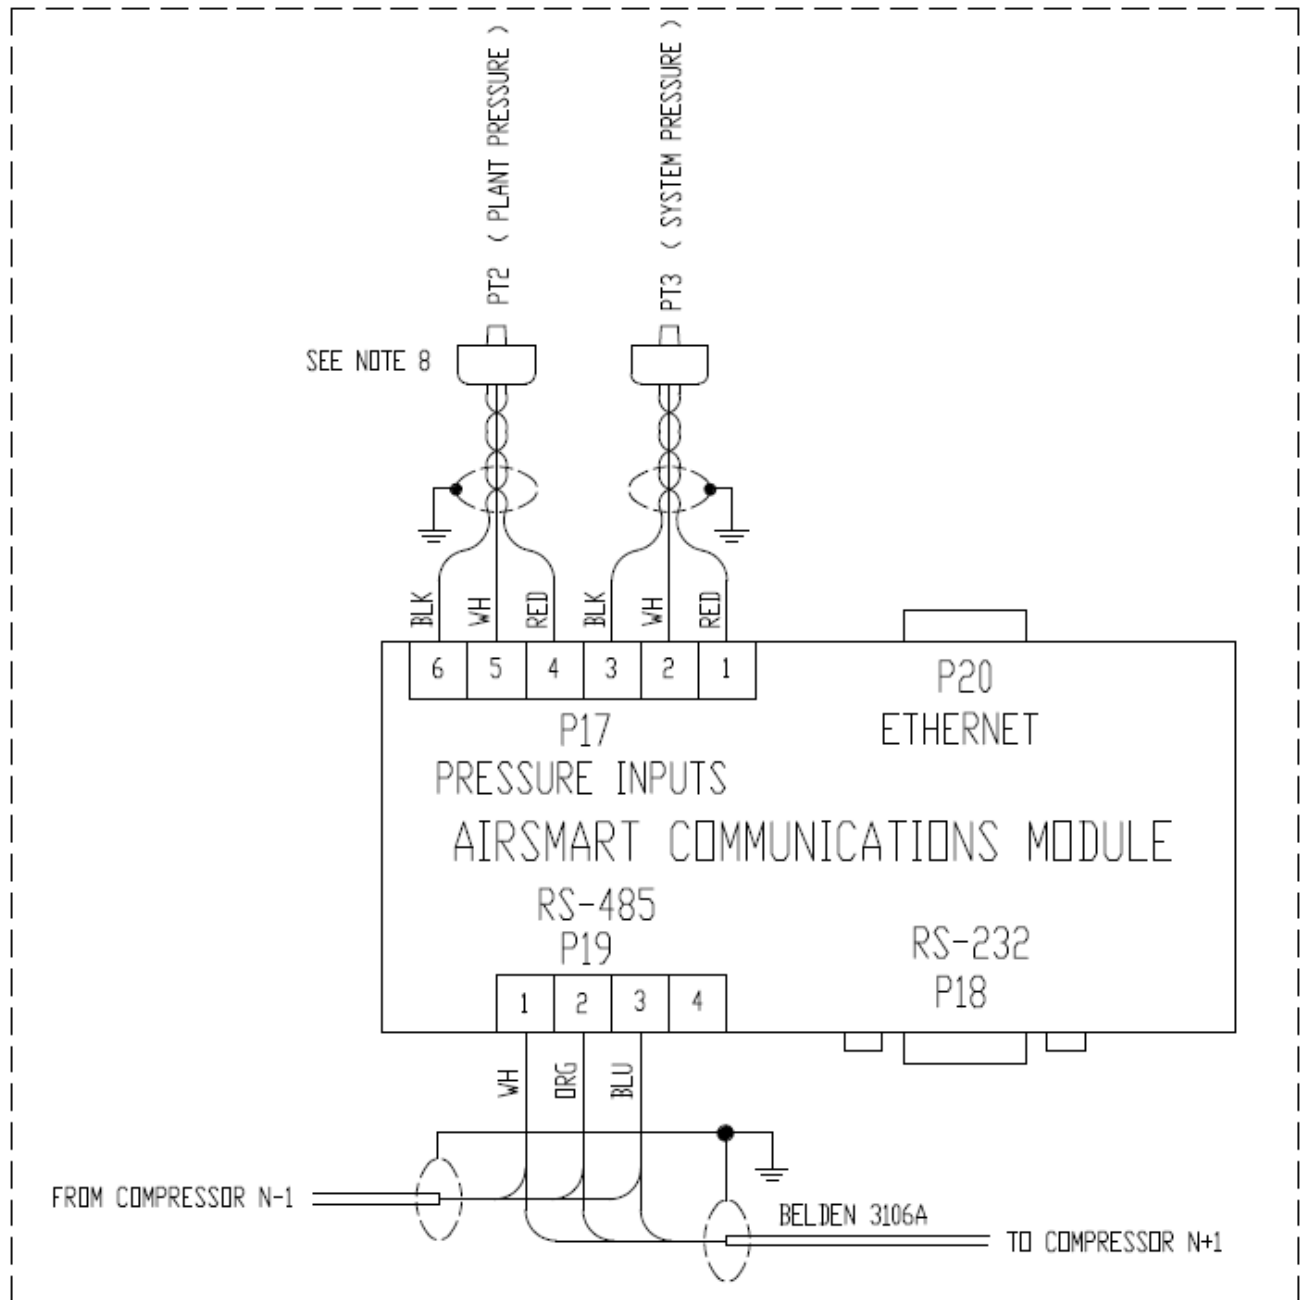 PT2 ( PLANT PRESSURE )
PT3 ( SYSTEM PRESSURE )
SEE NOTE 8
BLK WH RED BLK WH RED
6 5 4 3 2 1
P17
PRESSURE INPUTS
P20
ETHERNET
AIRSMART COMMUNICATIONS MODULE
RS-485
P19
RS-232
P18
1 2 3 4
WH ORG BLU
FROM COMPRESSOR N-1
BELDEN 3106A
TO COMPRESSOR N+1